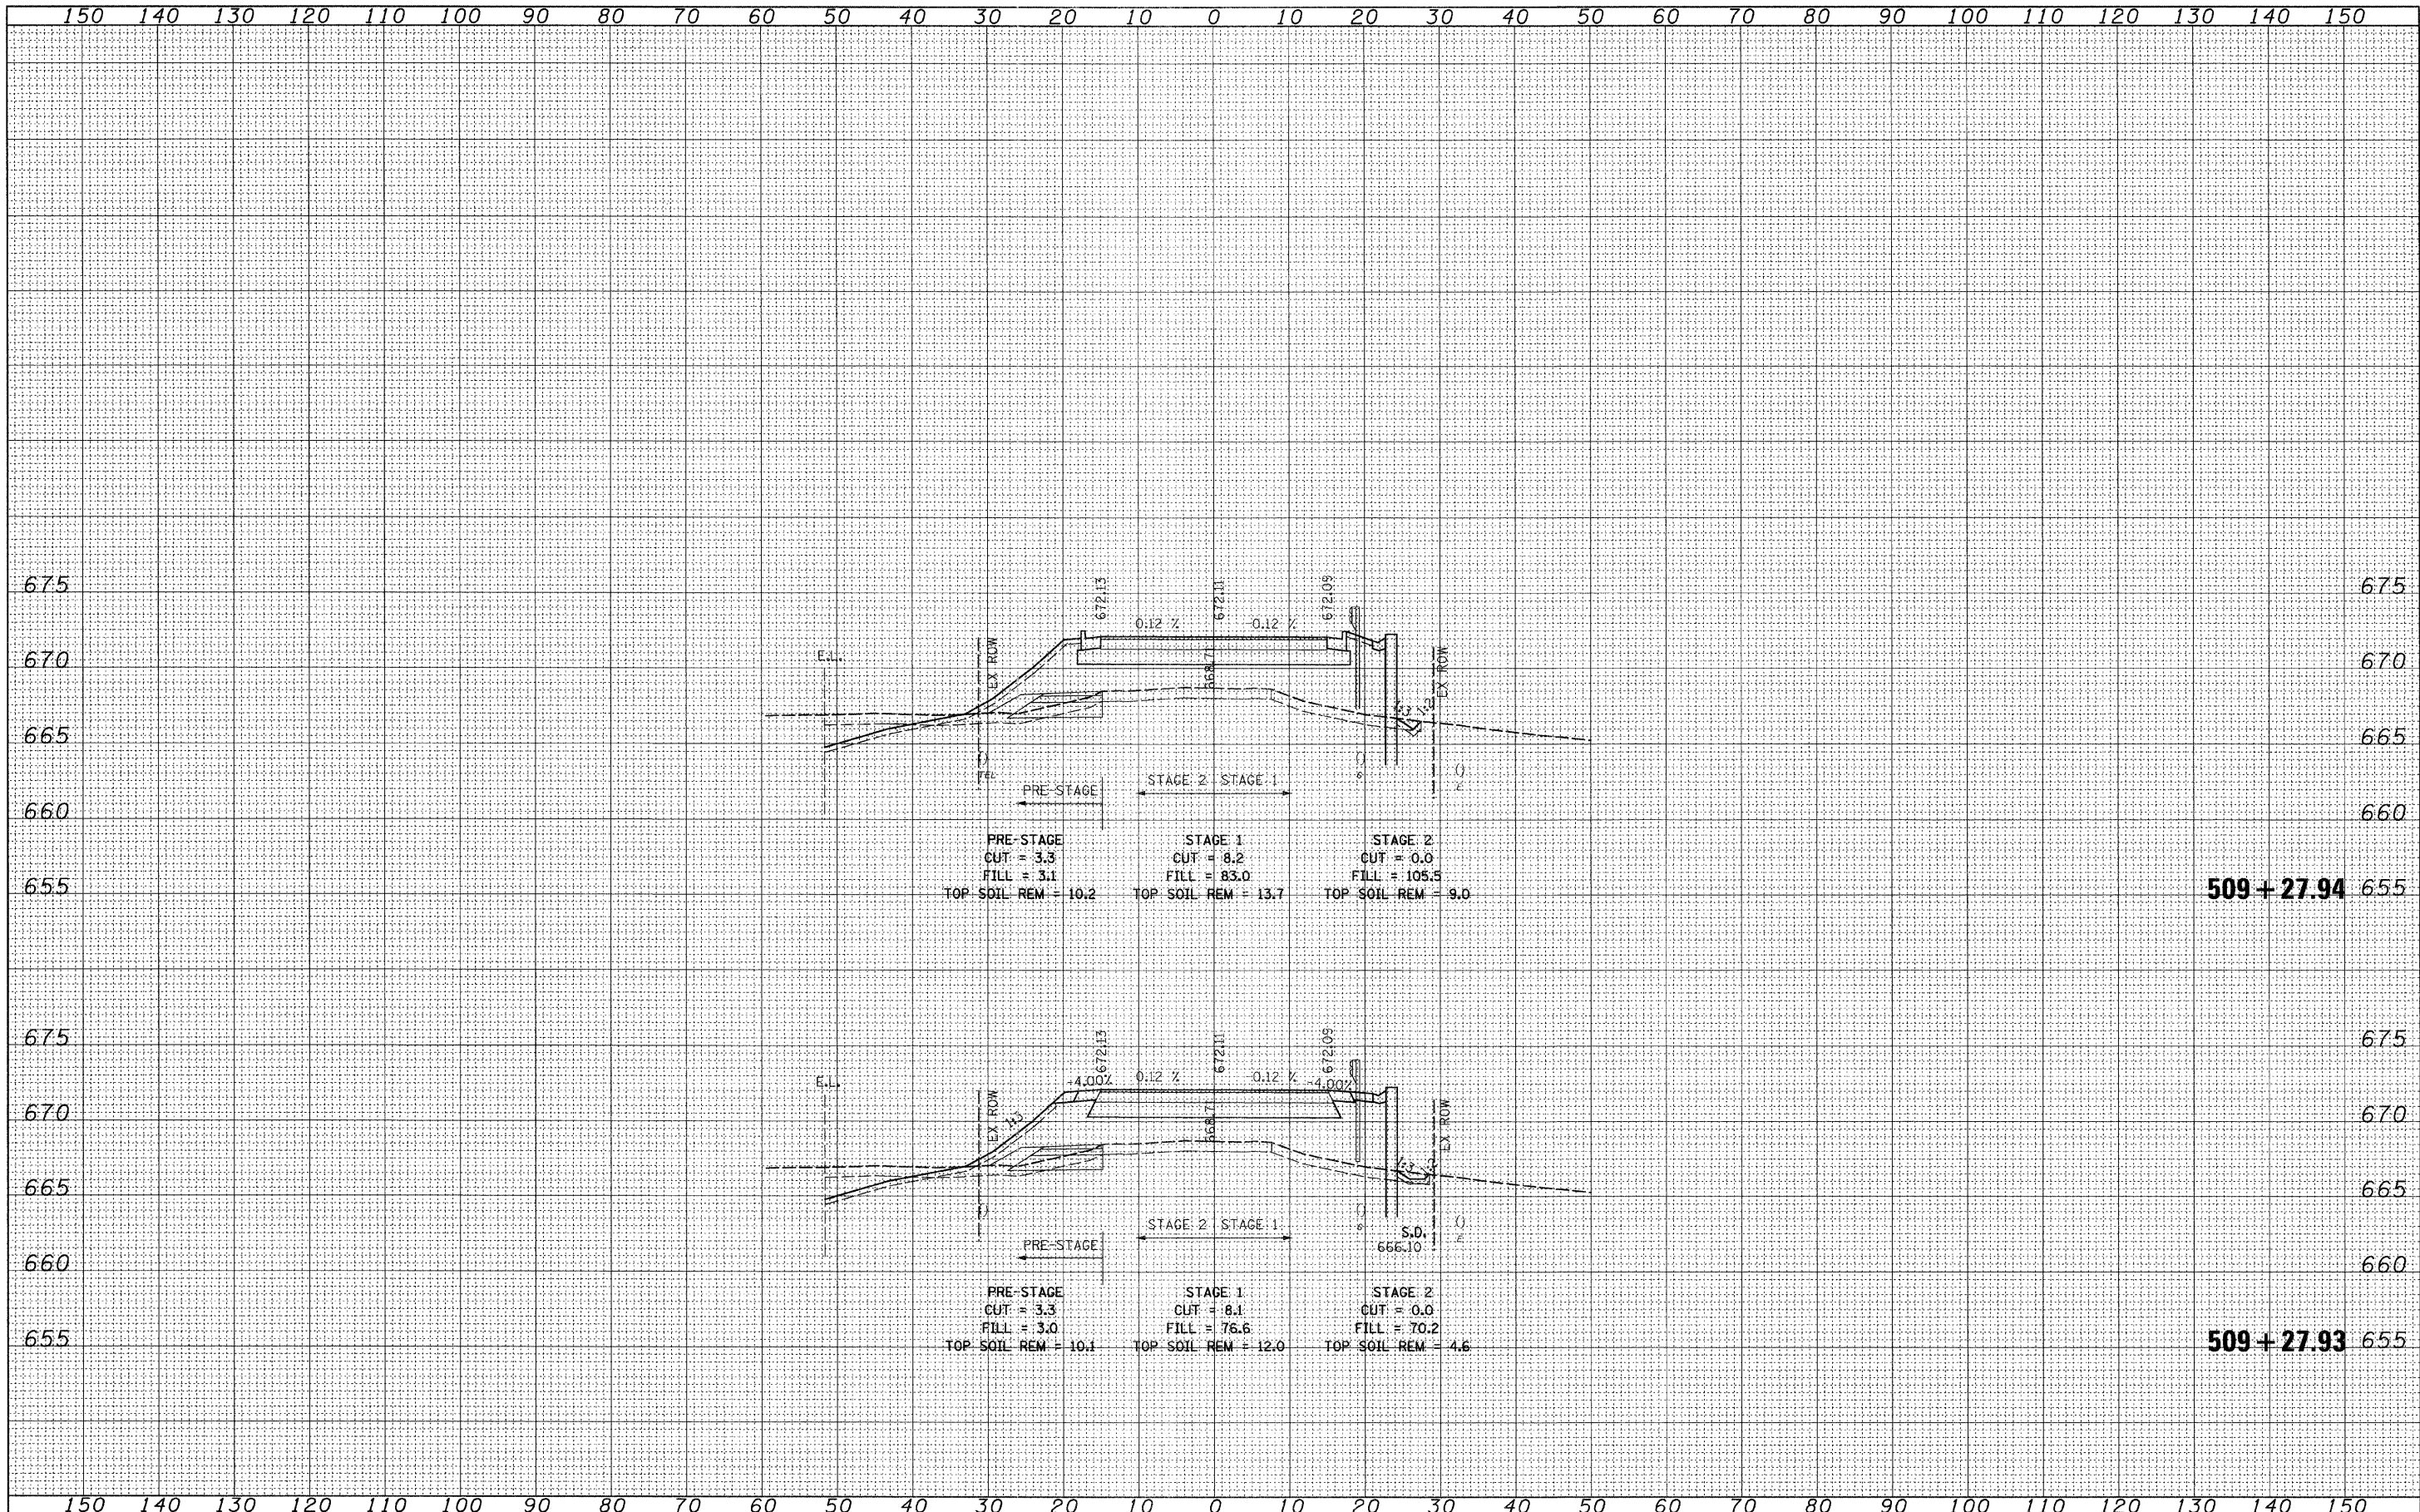 150 140 130 120 110 100 90 80 70 60 50 40 30 20 10 0 10 20 30 40 50 60 70 80 90 100 110 120 130 140 150
675 675
672.13 672.11 672.09
0.12 % -0.12 %
670 E.L. EX ROW 668.71 EX ROW 670
1:3 1:2
665 665
TEL G E
STAGE 2 STAGE 1
PRE-STAGE
660 660
PRE-STAGE STAGE 1 STAGE 2
CUT = 3.3 CUT = 8.2 CUT = 0.0
FILL = 3.1 FILL = 83.0 FILL = 105.5
655 TOP SOIL REM = 10.2 TOP SOIL REM = 13.7 TOP SOIL REM = 9.0 509+27.94 655
675 675
672.13 672.11 672.09
E.L. -4.00% 0.12 % -0.12 % -4.00%
670 EX ROW 1:3 668.71 EX ROW 670
1:3 1:2
665 665
G E
STAGE 2 STAGE 1 S.D.
PRE-STAGE 666.10
660 660
PRE-STAGE STAGE 1 STAGE 2
CUT = 3.3 CUT = 8.1 CUT = 0.0
FILL = 3.0 FILL = 76.6 FILL = 70.2
655 TOP SOIL REM = 10.1 TOP SOIL REM = 12.0 TOP SOIL REM = 4.6 509+27.93 655
150 140 130 120 110 100 90 80 70 60 50 40 30 20 10 0 10 20 30 40 50 60 70 80 90 100 110 120 130 140 150